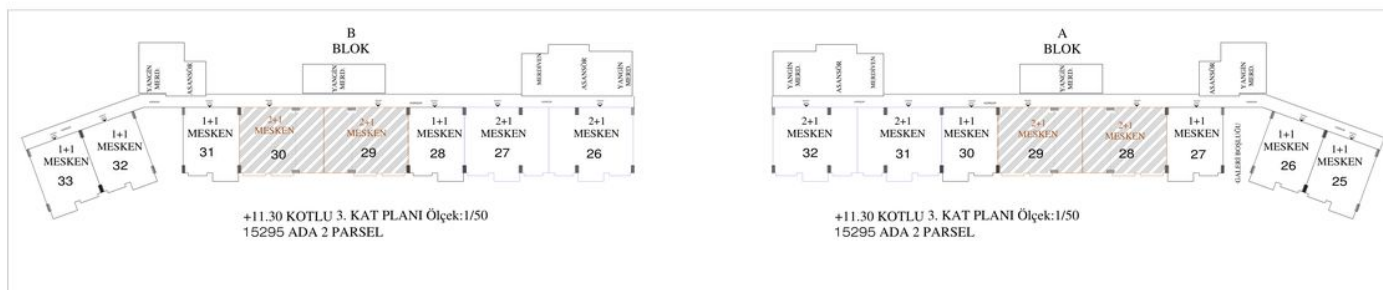 B
BLOK
YANGIN
MERD.
ASANSÖR
YANGIN
MERD.
MERDİVEN
ASANSÖR
YANGIN
MERD.
1+1
MESKEN
33
1+1
MESKEN
32
1+1
MESKEN
31
2+1
MESKEN
30
2+1
MESKEN
29
1+1
MESKEN
28
2+1
MESKEN
27
2+1
MESKEN
26
+11.30 KOTLU 3. KAT PLANI Ölçek:1/50
15295 ADA 2 PARSEL
A
BLOK
YANGIN
MERD.
ASANSÖR
MERDİVEN
YANGIN
MERD.
ASANSÖR
YANGIN
MERD.
2+1
MESKEN
32
2+1
MESKEN
31
1+1
MESKEN
30
2+1
MESKEN
29
2+1
MESKEN
28
1+1
MESKEN
27
GALERİ BOŞLUĞU
1+1
MESKEN
26
1+1
MESKEN
25
+11.30 KOTLU 3. KAT PLANI Ölçek:1/50
15295 ADA 2 PARSEL